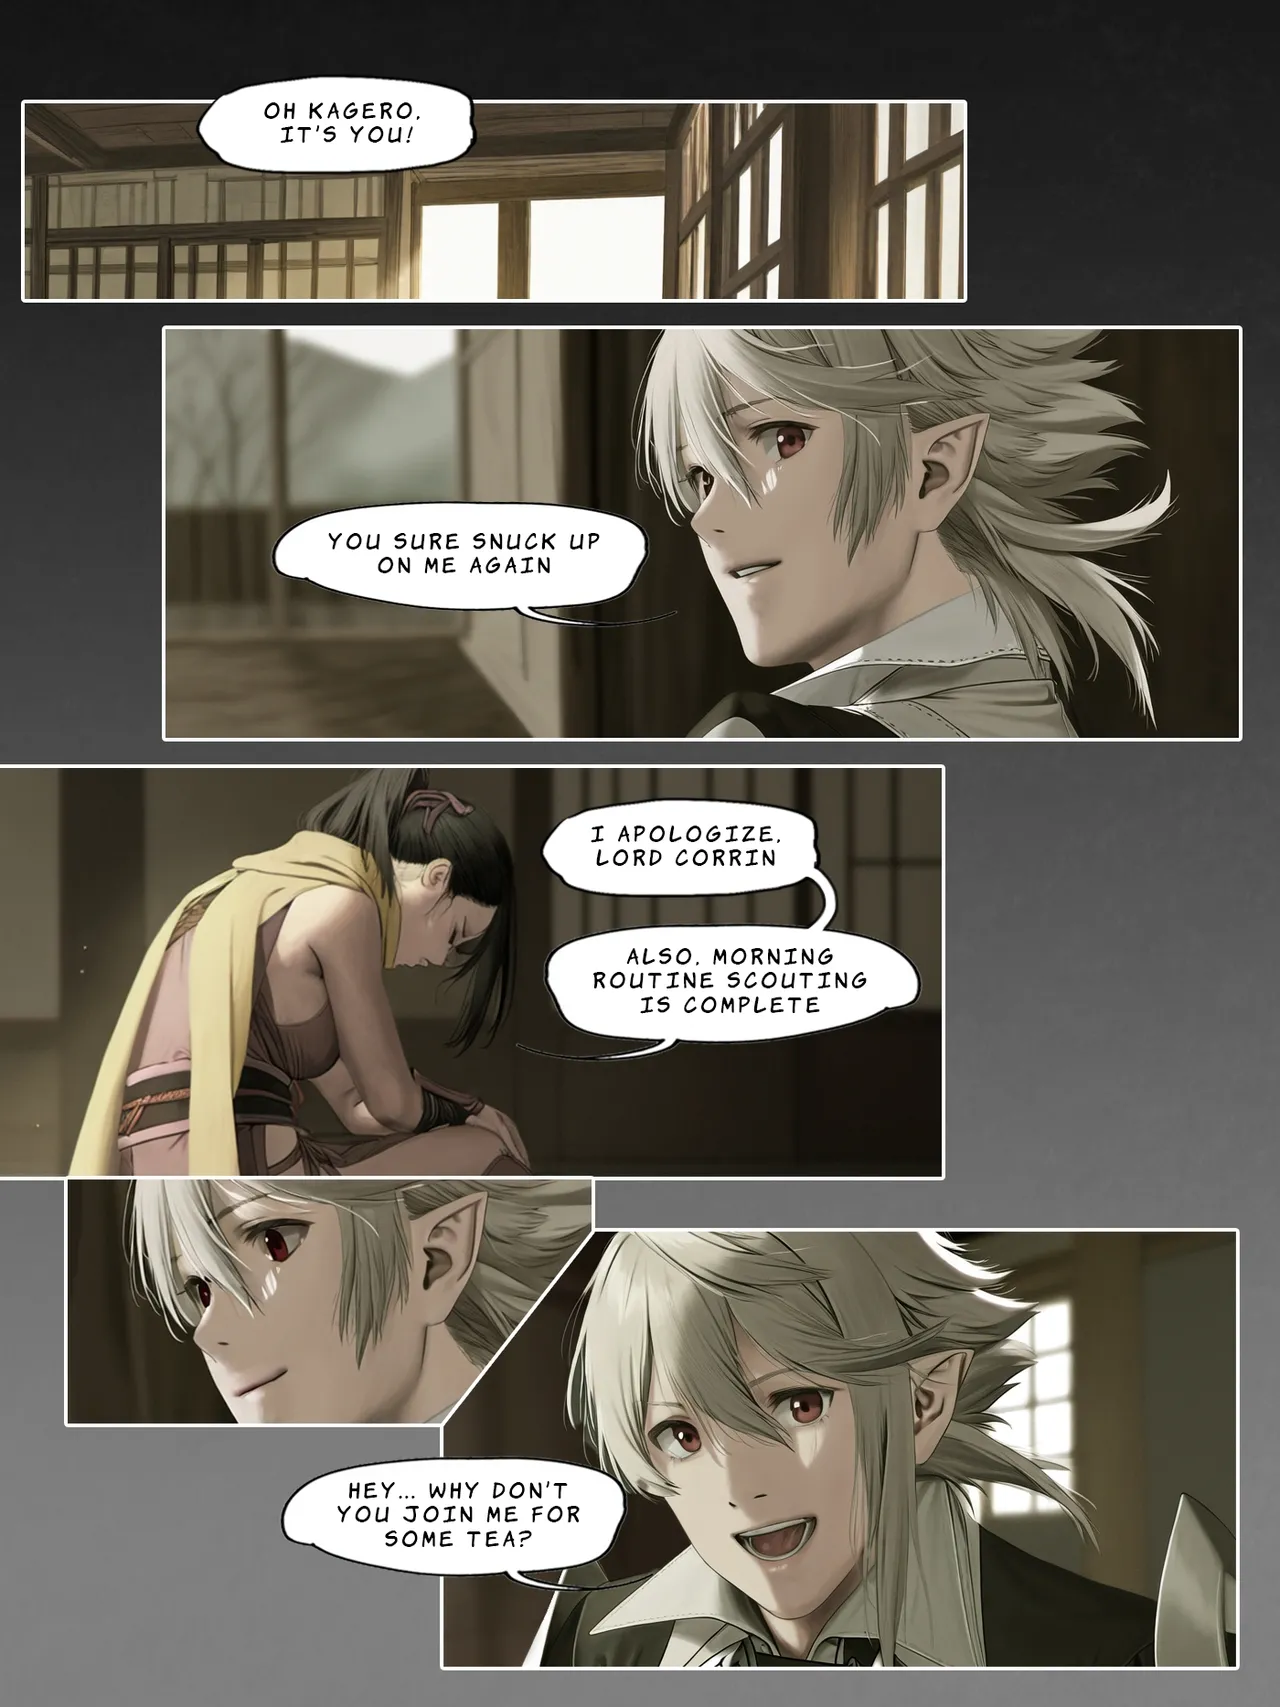 OH KAGERO,
IT'S YOU!
YOU SURE SNUCK UP
ON ME AGAIN
I APOLOGIZE,
LORD CORRIN
ALSO, MORNING
ROUTINE SCOUTING
IS COMPLETE
HEY... WHY DON'T
YOU JOIN ME FOR
SOME TEA?